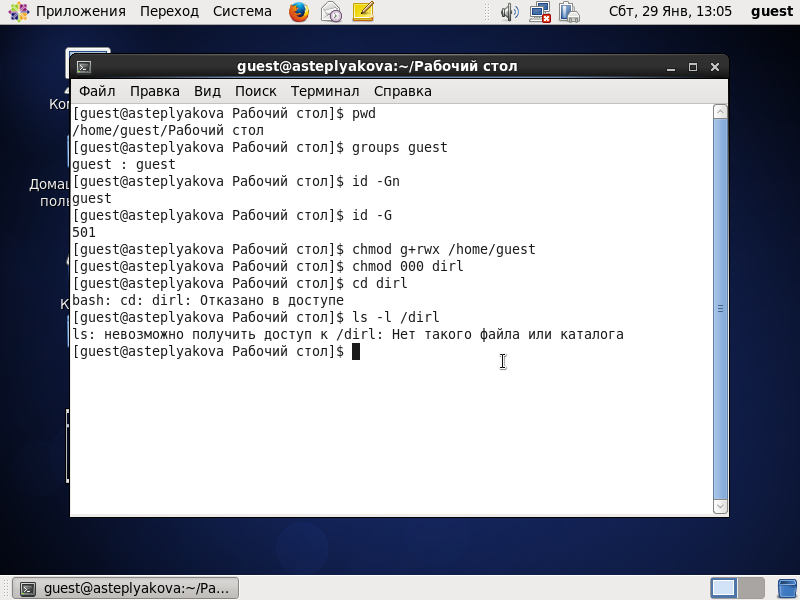 Приложения Переход Система Сбт, 29 Янв, 13:05 guest
guest@asteplyakova:~/Рабочий стол
Файл Правка Вид Поиск Терминал Справка
[guest@asteplyakova Рабочий стол]$ pwd
/home/guest/Рабочий стол
[guest@asteplyakova Рабочий стол]$ groups guest
guest : guest
[guest@asteplyakova Рабочий стол]$ id -Gn
guest
[guest@asteplyakova Рабочий стол]$ id -G
501
[guest@asteplyakova Рабочий стол]$ chmod g+rwx /home/guest
[guest@asteplyakova Рабочий стол]$ chmod 000 dirl
[guest@asteplyakova Рабочий стол]$ cd dirl
bash: cd: dirl: Отказано в доступе
[guest@asteplyakova Рабочий стол]$ ls -l /dirl
ls: невозможно получить доступ к /dirl: Нет такого файла или каталога
[guest@asteplyakova Рабочий стол]$
guest@asteplyakova:~/Ра...